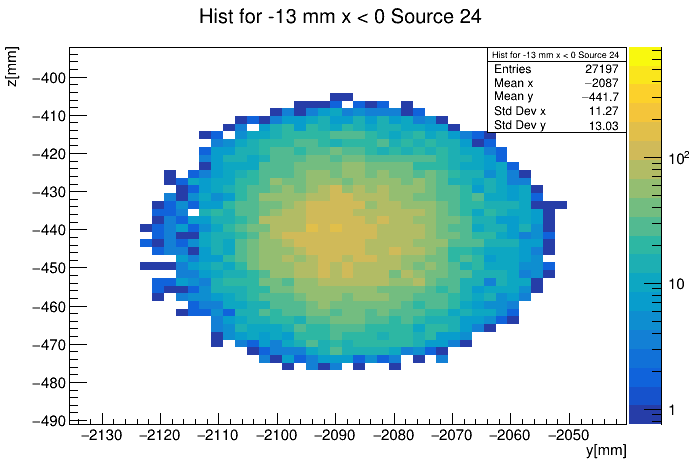 Hist for -13 mm x < 0 Source 24
z[mm]
Hist for -13 mm x < 0 Source 24
Entries 27197
Mean x −2087
Mean y −441.7
Std Dev x 11.27
Std Dev y 13.03
−400
−410
−420
−430
−440
−450
−460
−470
−480
−490
10²
10
1
−2130 −2120 −2110 −2100 −2090 −2080 −2070 −2060 −2050
y[mm]